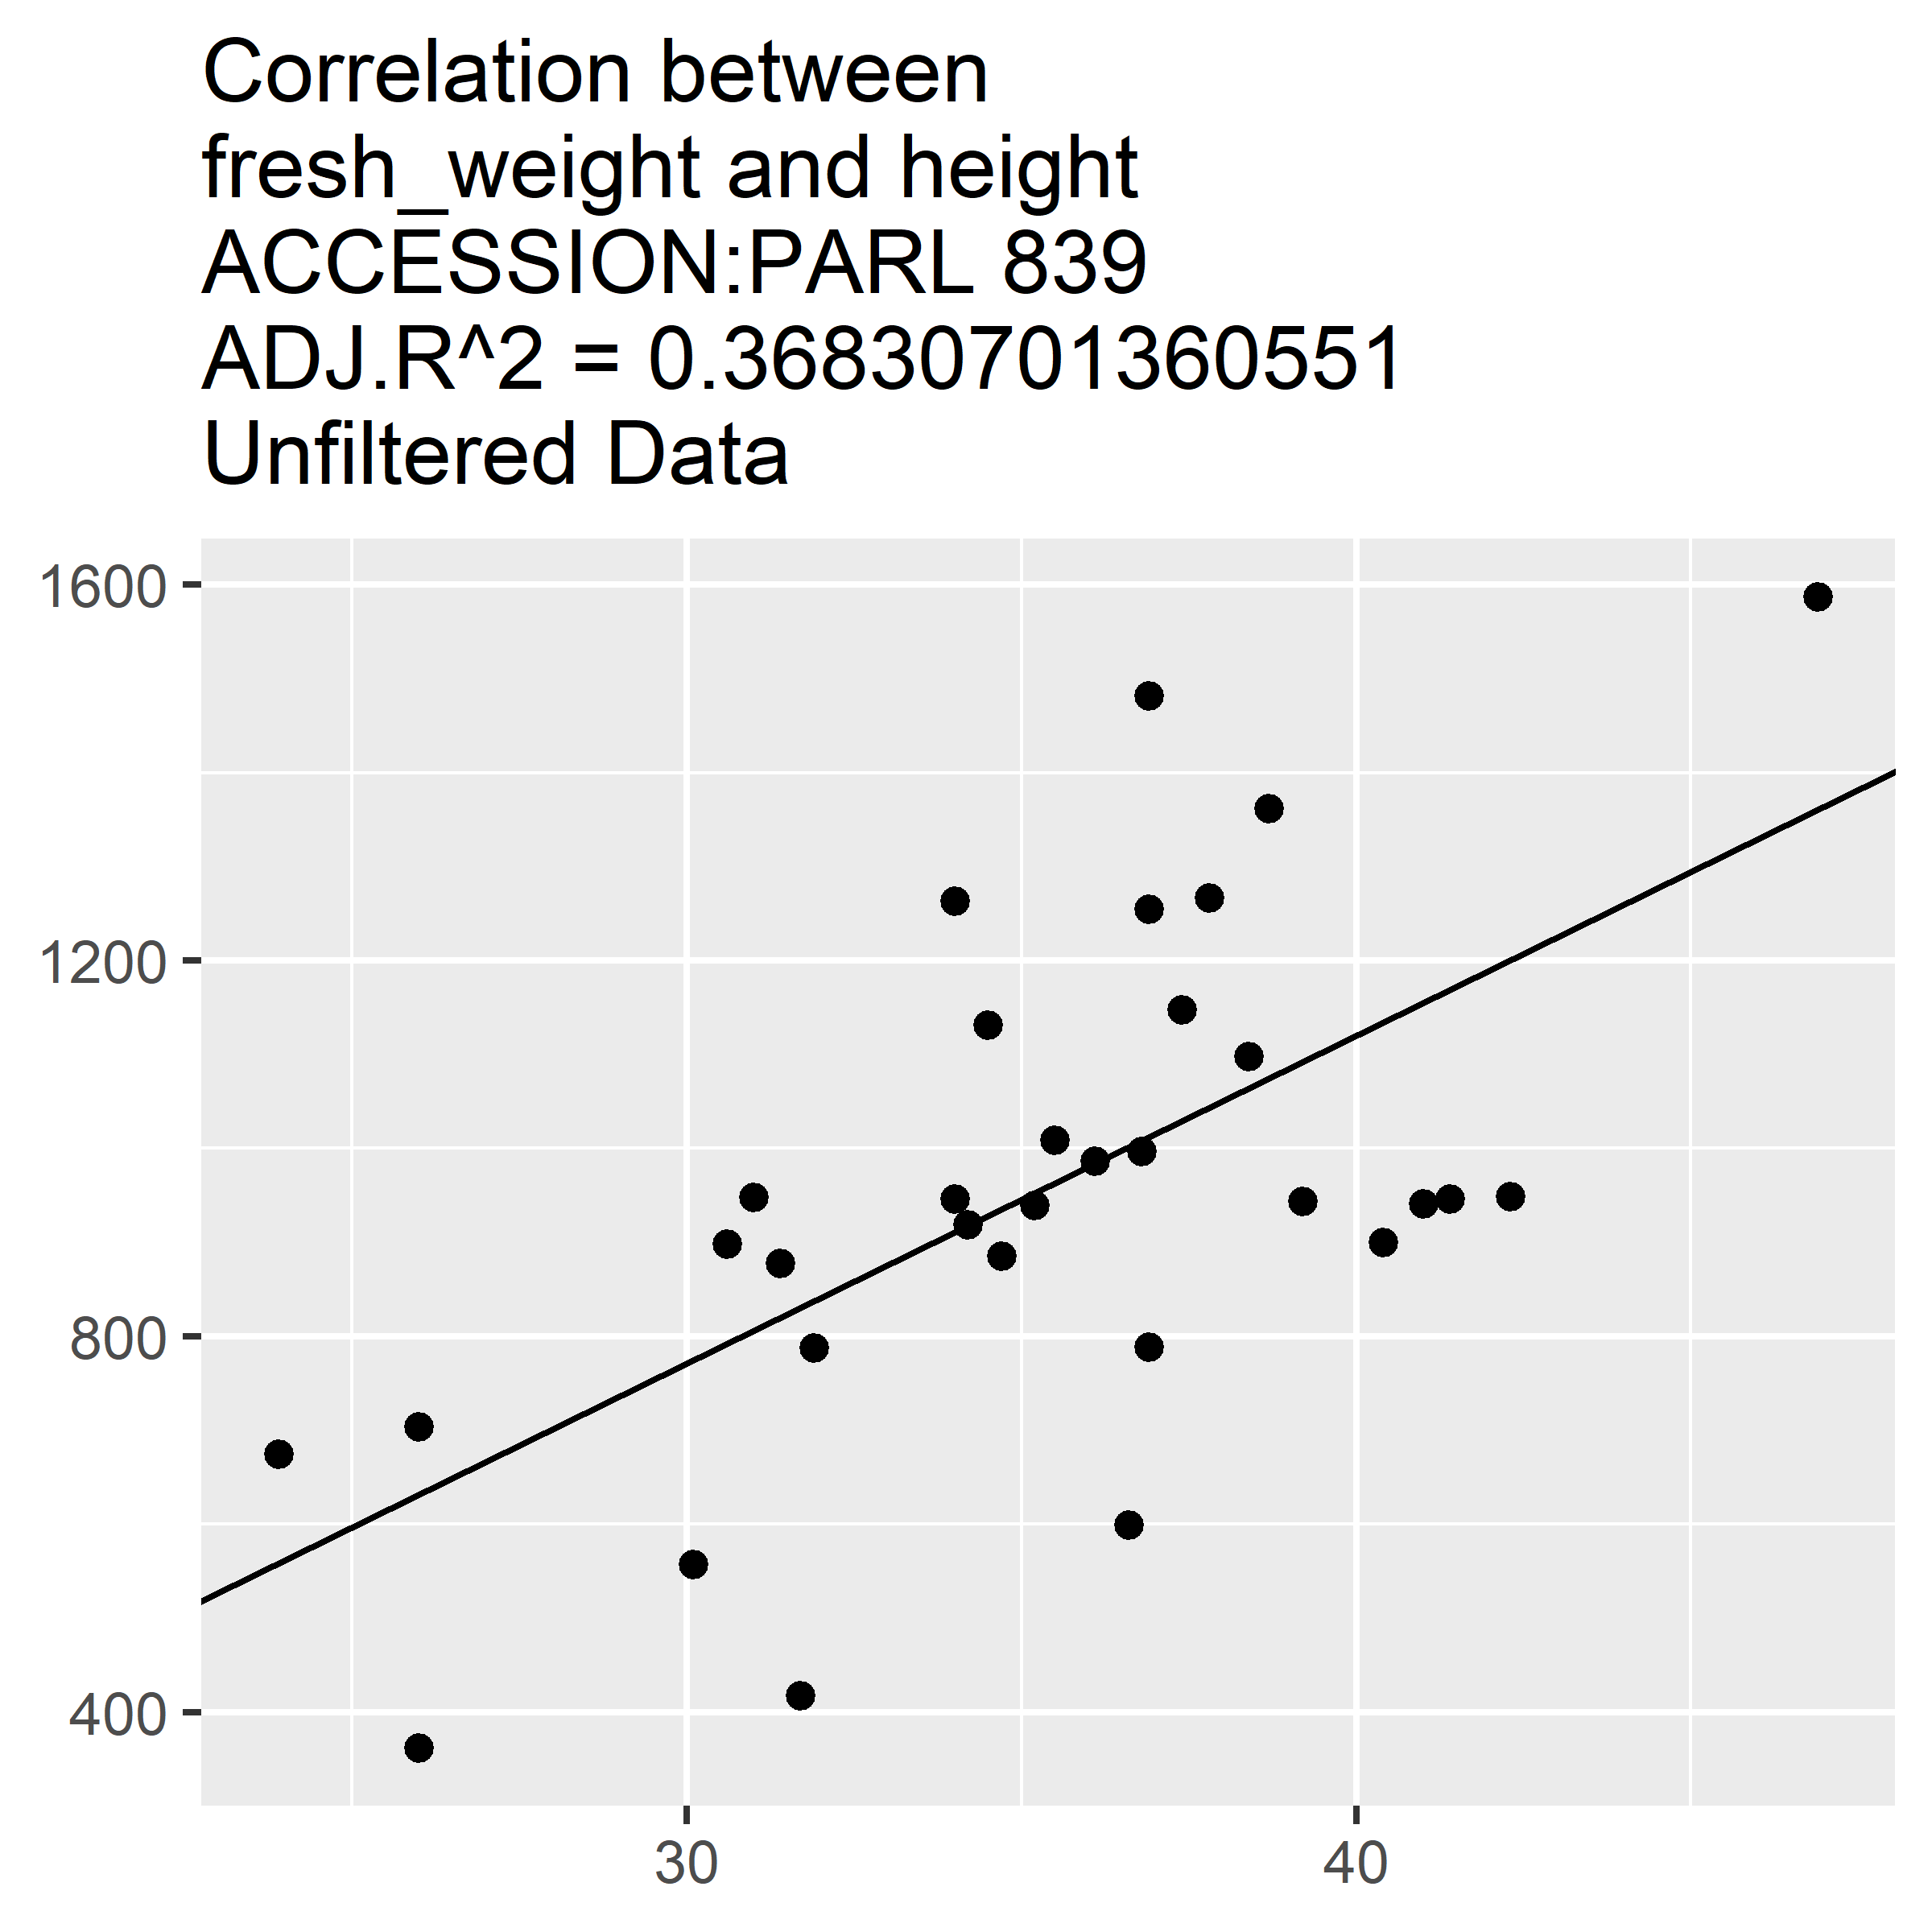 Correlation between
fresh_weight and height
ACCESSION:PARL 839
ADJ.R^2 = 0.36830701360551
Unfiltered Data
1600
1200
800
400
30
40